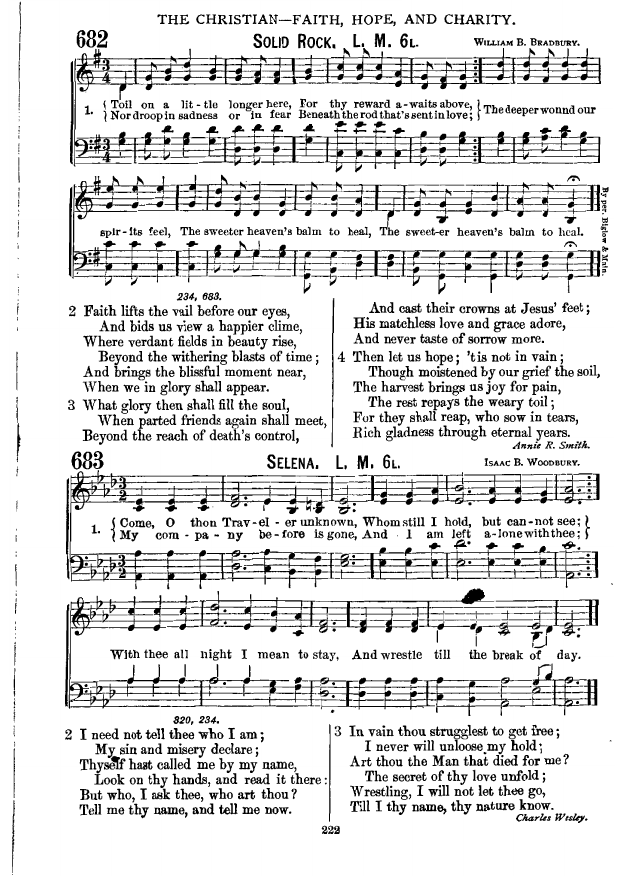 THE CHRISTIAN—FAITH, HOPE, AND CHARITY.
682 SOLID ROCK. L. M. 6L. WILLIAM B. BRADBURY.
1. { Toil on a lit-tle longer here, For thy reward a-waits above, } The deeper wound our
{ Nor droop in sadness or in fear Beneath the rod that's sent in love; }
spir-its feel, The sweeter heaven's balm to heal, The sweet-er heaven's balm to heal.
By per. Biglow & Main.
234, 683.
2 Faith lifts the vail before our eyes,
And bids us view a happier clime,
Where verdant fields in beauty rise,
Beyond the withering blasts of time;
And brings the blissful moment near,
When we in glory shall appear.
3 What glory then shall fill the soul,
When parted friends again shall meet,
Beyond the reach of death's control,
And cast their crowns at Jesus' feet;
His matchless love and grace adore,
And never taste of sorrow more.
4 Then let us hope; 'tis not in vain;
Though moistened by our grief the soil,
The harvest brings us joy for pain,
The rest repays the weary toil;
For they shall reap, who sow in tears,
Rich gladness through eternal years.
Annie R. Smith.
683 SELENA. L. M. 6L. ISAAC B. WOODBURY.
1. { Come, O thou Trav-el-er unknown, Whom still I hold, but can-not see; }
{ My com-pa-ny be-fore is gone, And I am left a-lone with thee; }
With thee all night I mean to stay, And wrestle till the break of day.
320, 234.
2 I need not tell thee who I am;
My sin and misery declare;
Thyself hast called me by my name,
Look on thy hands, and read it there:
But who, I ask thee, who art thou?
Tell me thy name, and tell me now.
3 In vain thou strugglest to get free;
I never will unloose my hold;
Art thou the Man that died for me?
The secret of thy love unfold;
Wrestling, I will not let thee go,
Till I thy name, thy nature know.
Charles Wesley.
222